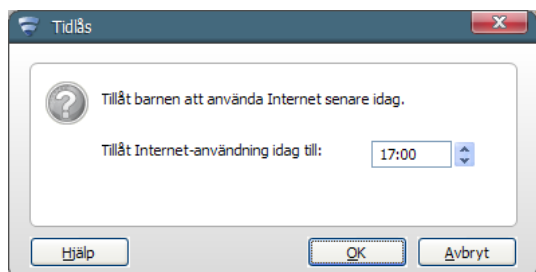 Tidlås
Tillåt barnen att använda Internet senare idag.
Tillåt Internet-användning idag till:
17:00
Hjälp
OK
Avbryt